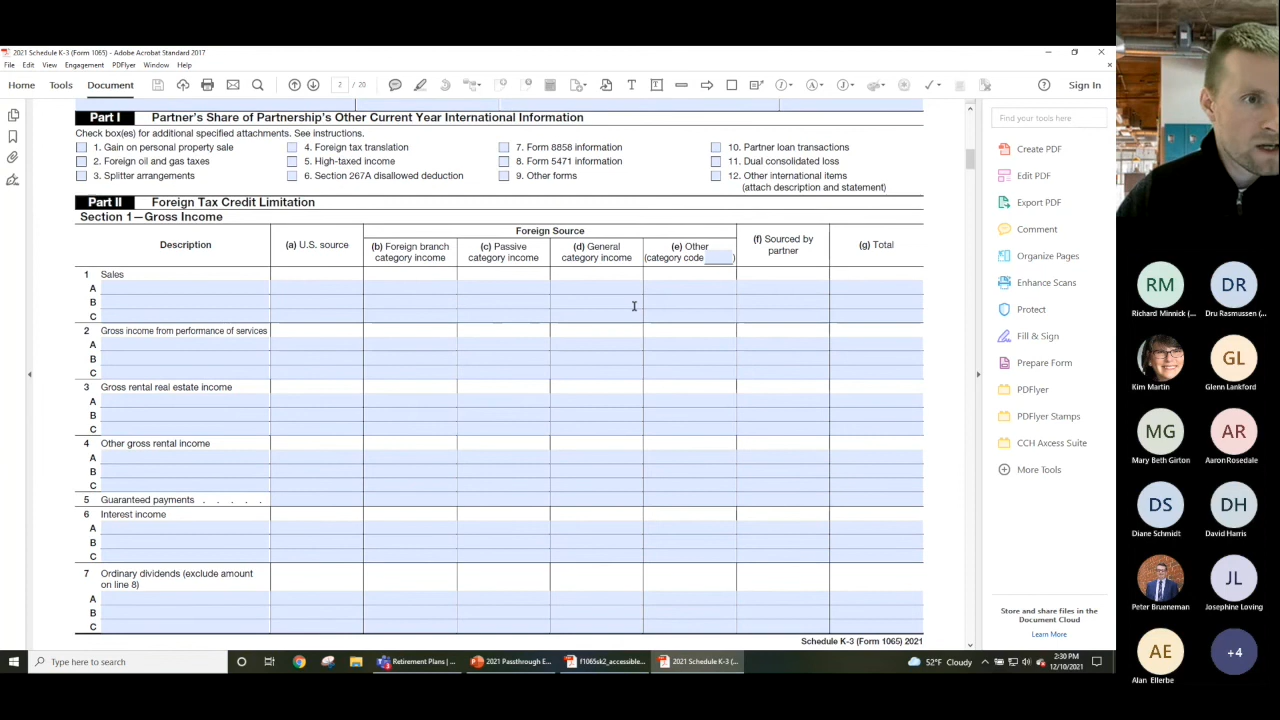 2021 Schedule K-3 (Form 1065) - Adobe Acrobat Standard 2017
File Edit View Engagement PDFlyer Window Help
Home Tools Document 2 / 20 Sign In
Part I Partner's Share of Partnership's Other Current Year International Information
Check box(es) for additional specified attachments. See instructions.
1. Gain on personal property sale 4. Foreign tax translation 7. Form 8858 information 10. Partner loan transactions
2. Foreign oil and gas taxes 5. High-taxed income 8. Form 5471 information 11. Dual consolidated loss
3. Splitter arrangements 6. Section 267A disallowed deduction 9. Other forms 12. Other international items
(attach description and statement)
Part II Foreign Tax Credit Limitation
Section 1—Gross Income
Foreign Source
Description (a) U.S. source (b) Foreign branch category income (c) Passive category income (d) General category income (e) Other (category code ) (f) Sourced by partner (g) Total
1 Sales
A
B
C
2 Gross income from performance of services
A
B
C
3 Gross rental real estate income
A
B
C
4 Other gross rental income
A
B
C
5 Guaranteed payments . . . . .
6 Interest income
A
B
C
7 Ordinary dividends (exclude amount
on line 8)
A
B
C
Schedule K-3 (Form 1065) 2021
Find your tools here
Create PDF
Edit PDF
Export PDF
Comment
Organize Pages
Enhance Scans
Protect
Fill & Sign
Prepare Form
PDFlyer
PDFlyer Stamps
CCH Axcess Suite
More Tools
Store and share files in the
Document Cloud
Learn More
RM DR
Richard Minnick (... Dru Rasmussen (...
GL
Kim Martin Glenn Lankford
MG AR
Mary Beth Girton Aaron Rosedale
DS DH
Diane Schmidt David Harris
JL
Peter Brueneman Josephine Loving
AE +4
Alan Ellerbe
Type here to search
Retirement Plans | ... 2021 Passthrough E... f1065sk2_accessible... 2021 Schedule K-3 (... 52°F Cloudy 2:30 PM
12/10/2021